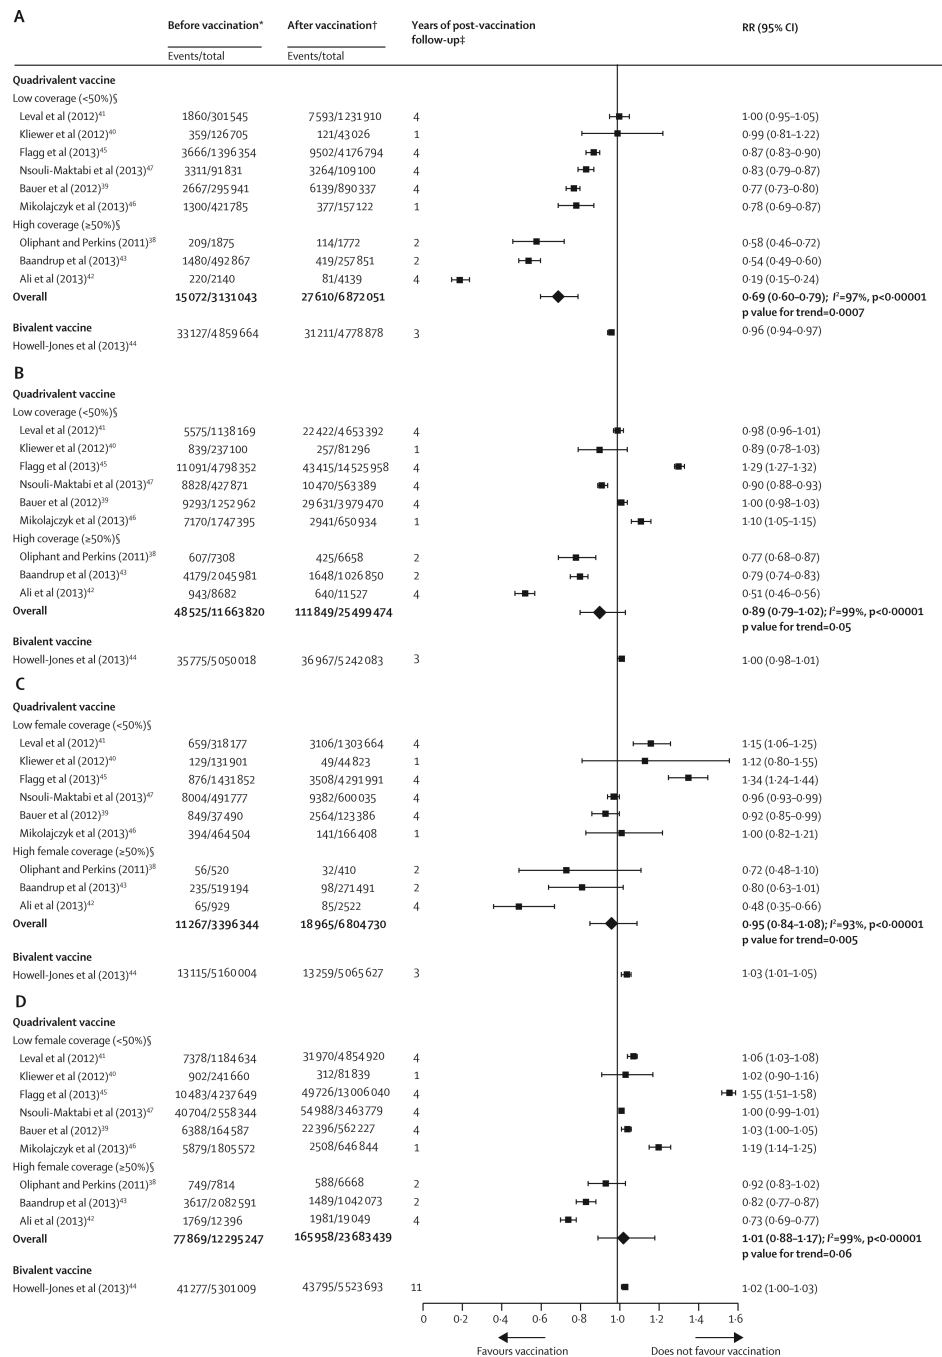 A
Before vaccination* After vaccination† Years of post-vaccination follow-up‡ RR (95% CI)
Events/total Events/total
Quadrivalent vaccine
Low coverage (<50%)§
Leval et al (2012)41 1860/301 545 7593/1 231 910 4 1·00 (0·95–1·05)
Kliewer et al (2012)40 359/126 705 121/43 026 1 0·99 (0·81–1·22)
Flagg et al (2013)45 3666/1 396 354 9502/4 176 794 4 0·87 (0·83–0·90)
Nsouli-Maktabi et al (2013)47 3311/91 831 3264/109 100 4 0·83 (0·79–0·87)
Bauer et al (2012)39 2667/295 941 6139/890 337 4 0·77 (0·73–0·80)
Mikolajczyk et al (2013)46 1300/421 785 377/157 122 1 0·78 (0·69–0·87)
High coverage (≥50%)§
Oliphant and Perkins (2011)38 209/1875 114/1772 2 0·58 (0·46–0·72)
Baandrup et al (2013)43 1480/492 867 419/257 851 2 0·54 (0·49–0·60)
Ali et al (2013)42 220/2140 81/4139 4 0·19 (0·15–0·24)
Overall 15 072/3 131 043 27 610/6 872 051 0·69 (0·60–0·79); I²=97%, p<0·00001
p value for trend=0·0007
Bivalent vaccine 33 127/4 859 664 31 211/4 778 878 3 0·96 (0·94–0·97)
Howell-Jones et al (2013)44
B
Quadrivalent vaccine
Low coverage (<50%)§
Leval et al (2012)41 5575/1 138 169 22 422/4 653 392 4 0·98 (0·96–1·01)
Kliewer et al (2012)40 839/237 100 257/81 296 1 0·89 (0·78–1·03)
Flagg et al (2013)45 11 091/4 798 352 43 415/14 525 958 4 1·29 (1·27–1·32)
Nsouli-Maktabi et al (2013)47 8828/427 871 10 470/563 389 4 0·90 (0·88–0·93)
Bauer et al (2012)39 9293/1 252 962 29 631/3 979 470 4 1·00 (0·98–1·03)
Mikolajczyk et al (2013)46 7170/1 747 395 2941/650 934 1 1·10 (1·05–1·15)
High coverage (≥50%)§
Oliphant and Perkins (2011)38 607/7308 425/6658 2 0·77 (0·68–0·87)
Baandrup et al (2013)43 4179/2 045 981 1648/1 026 850 2 0·79 (0·74–0·83)
Ali et al (2013)42 943/8682 640/11 527 4 0·51 (0·46–0·56)
Overall 48 525/11 663 820 111 849/25 499 474 0·89 (0·79–1·02); I²=99%, p<0·00001
p value for trend=0·05
Bivalent vaccine
Howell-Jones et al (2013)44 35 775/5 050 018 36 967/5 242 083 3 1·00 (0·98–1·01)
C
Quadrivalent vaccine
Low female coverage (<50%)§
Leval et al (2012)41 659/318 177 3106/1 303 664 4 1·15 (1·06–1·25)
Kliewer et al (2012)40 129/131 901 49/44 823 1 1·12 (0·80–1·55)
Flagg et al (2013)45 876/1 431 852 3508/4 291 991 4 1·34 (1·24–1·44)
Nsouli-Maktabi et al (2013)47 8004/491 777 9382/600 035 4 0·96 (0·93–0·99)
Bauer et al (2012)39 849/37 490 2564/123 386 4 0·92 (0·85–0·99)
Mikolajczyk et al (2013)46 394/464 504 141/166 408 1 1·00 (0·82–1·21)
High female coverage (≥50%)§
Oliphant and Perkins (2011)38 56/520 32/410 2 0·72 (0·48–1·10)
Baandrup et al (2013)43 235/519 194 98/271 491 2 0·80 (0·63–1·01)
Ali et al (2013)42 65/929 85/2522 4 0·48 (0·35–0·66)
Overall 11 267/3 396 344 18 965/6 804 730 0·95 (0·84–1·08); I²=93%, p<0·00001
p value for trend=0·005
Bivalent vaccine
Howell-Jones et al (2013)44 13 115/5 160 004 13 259/5 065 627 3 1·03 (1·01–1·05)
D
Quadrivalent vaccine
Low female coverage (<50%)§
Leval et al (2012)41 7378/1 184 634 31 970/4 854 920 4 1·06 (1·03–1·08)
Kliewer et al (2012)40 902/241 660 312/81 839 1 1·02 (0·90–1·16)
Flagg et al (2013)45 10 483/4 237 649 49 726/13 006 040 4 1·55 (1·51–1·58)
Nsouli-Maktabi et al (2013)47 40 704/2 558 344 54 988/3 463 779 4 1·00 (0·99–1·01)
Bauer et al (2012)39 6388/164 587 22 396/562 227 4 1·03 (1·00–1·05)
Mikolajczyk et al (2013)46 5879/1 805 572 2508/646 844 1 1·19 (1·14–1·25)
High female coverage (≥50%)§
Oliphant and Perkins (2011)38 749/7814 588/6668 2 0·92 (0·83–1·02)
Baandrup et al (2013)43 3617/2 082 591 1489/1 042 073 2 0·82 (0·77–0·87)
Ali et al (2013)42 1769/12 396 1981/19 049 4 0·73 (0·69–0·77)
Overall 77 869/12 295 247 165 958/23 683 439 1·01 (0·88–1·17); I²=99%, p<0·00001
p value for trend=0·06
Bivalent vaccine
Howell-Jones et al (2013)44 41 277/5 301 009 43 795/5 523 693 11 1·02 (1·00–1·03)
0 0·2 0·4 0·6 0·8 1·0 1·2 1·4 1·6
Favours vaccination Does not favour vaccination